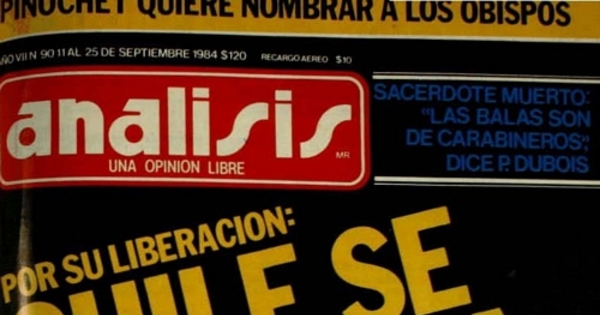 PINOCHET QUIERE NOMBRAR A LOS OBISPOS
AÑO VII N 90 11 AL 25 DE SEPTIEMBRE 1984 $120 RECARGO AEREO $10
analisis
MR
UNA OPINION LIBRE
SACERDOTE MUERTO:
"LAS BALAS SON
DE CARABINEROS",
DICE P. DUBOIS
POR SU LIBERACION:
CHILE SE